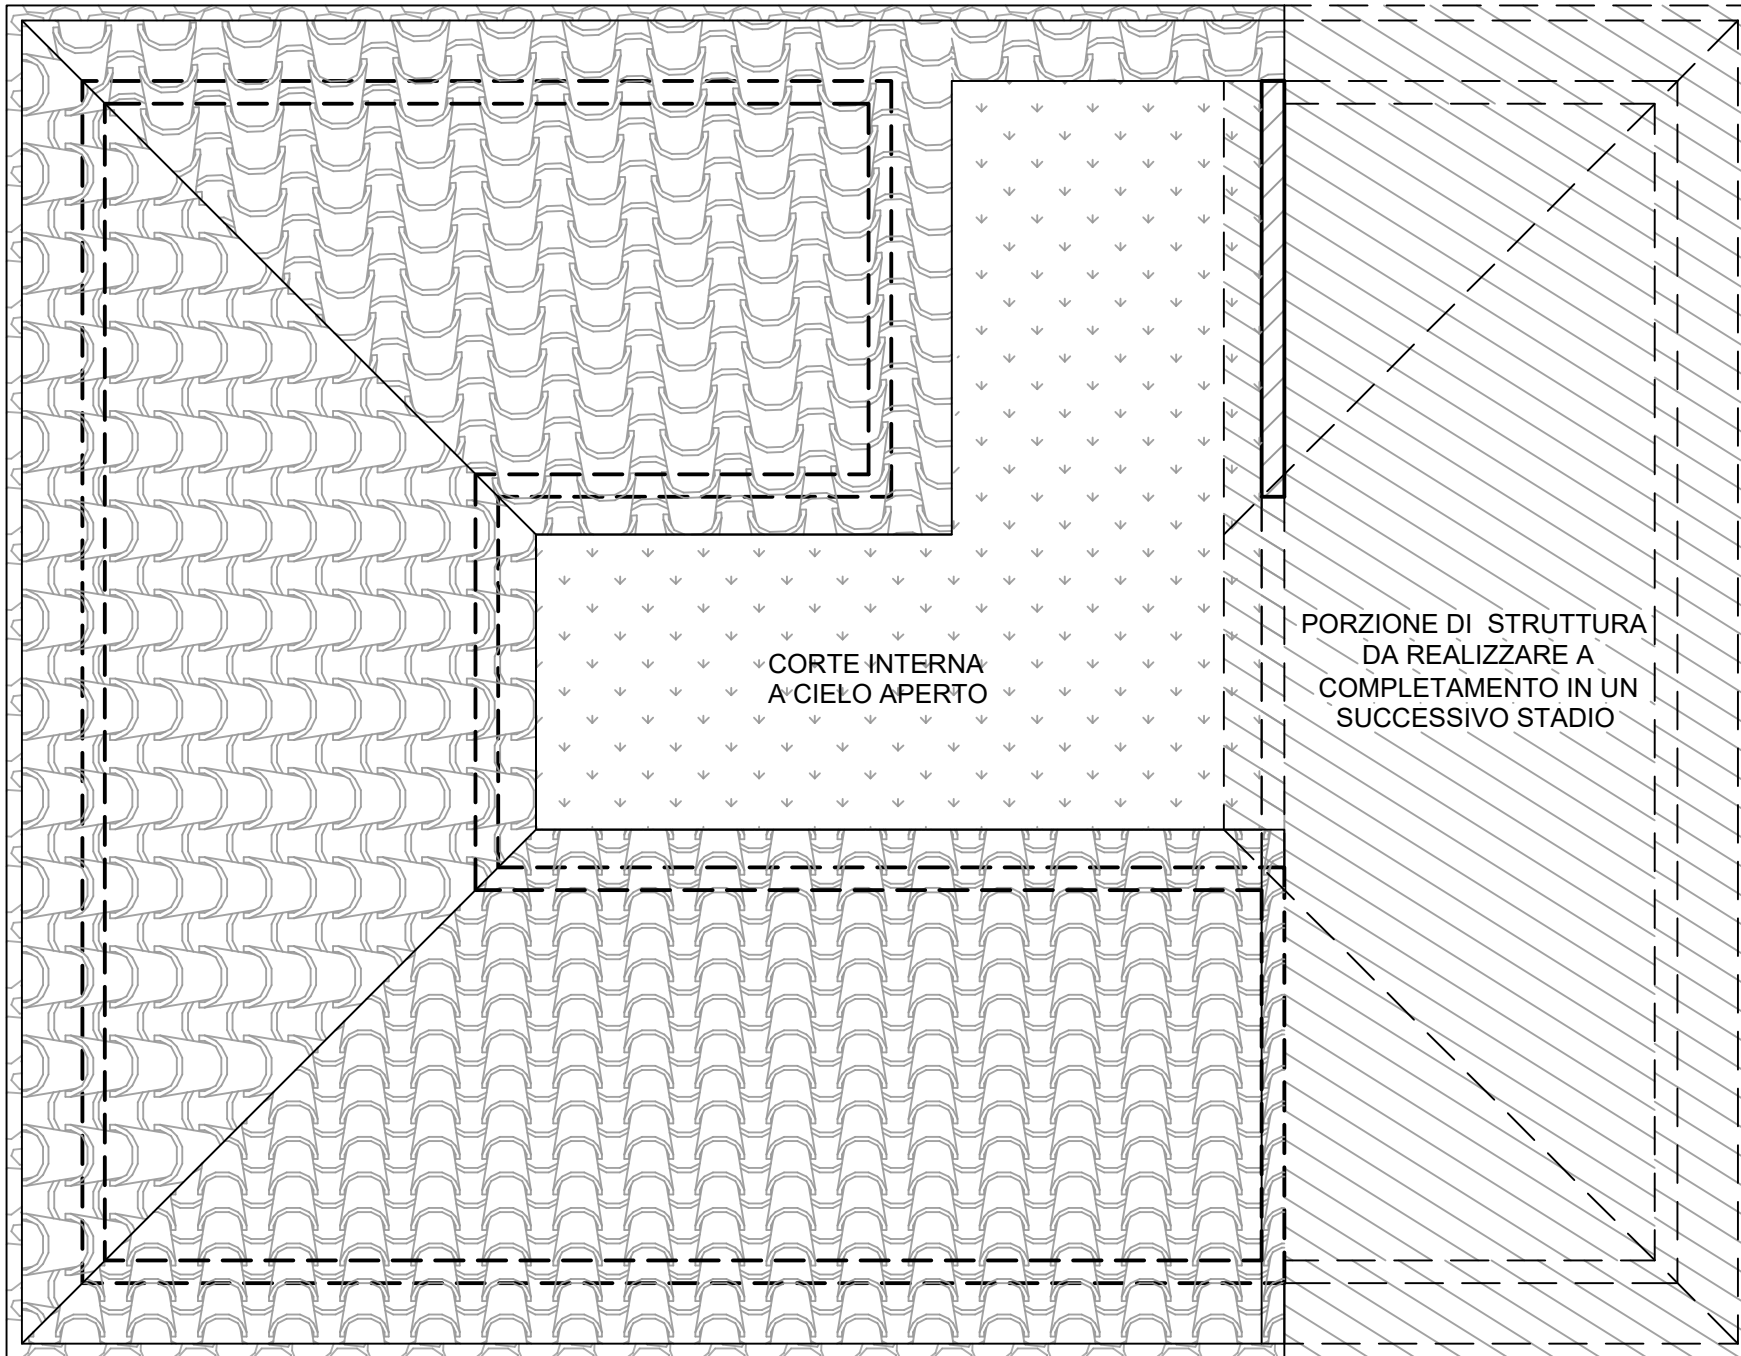 CORTE INTERNA
A CIELO APERTO
PORZIONE DI STRUTTURA
DA REALIZZARE A
COMPLETAMENTO IN UN
SUCCESSIVO STADIO